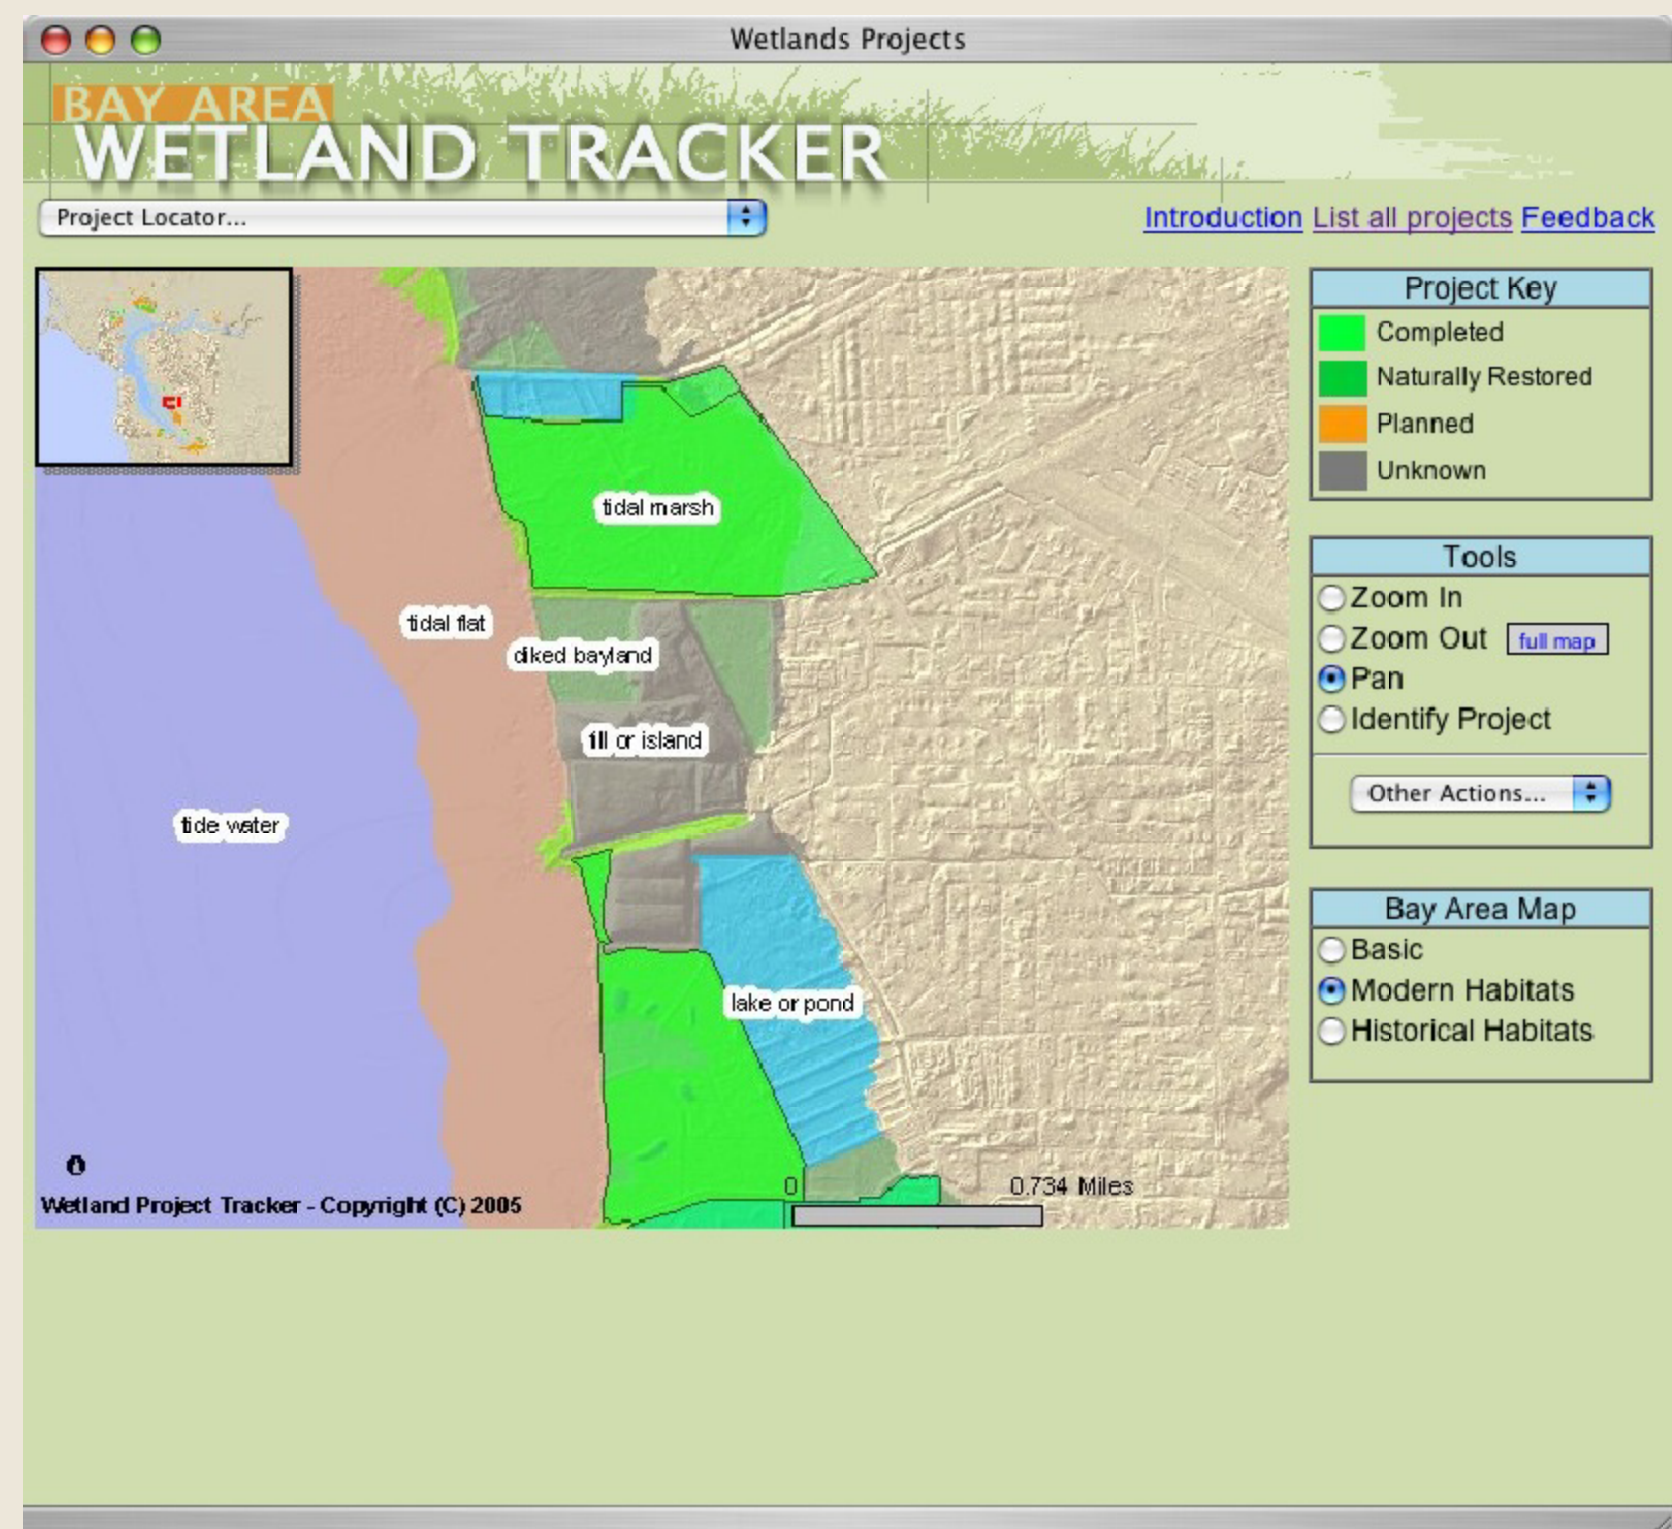 Wetlands Projects
BAY AREA
WETLAND TRACKER
Project Locator...
Introduction List all projects Feedback
Project Key
Completed
Naturally Restored
Planned
Unknown
tidal marsh
tidal flat
diked bayland
fill or island
tide water
lake or pond
0 0.734 Miles
Wetland Project Tracker - Copyright (C) 2005
Tools
Zoom In
Zoom Out full map
Pan
Identify Project
Other Actions...
Bay Area Map
Basic
Modern Habitats
Historical Habitats